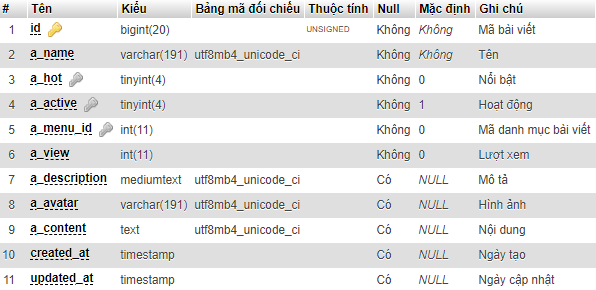 # Tên Kiểu Bảng mã đối chiếu Thuộc tính Null Mặc định Ghi chú
1 id bigint(20) UNSIGNED Không Không Mã bài viết
2 a_name varchar(191) utf8mb4_unicode_ci Không Không Tên
3 a_hot tinyint(4) Không 0 Nổi bật
4 a_active tinyint(4) Không 1 Hoạt động
5 a_menu_id int(11) Không 0 Mã danh mục bài viết
6 a_view int(11) Không 0 Lượt xem
7 a_description mediumtext utf8mb4_unicode_ci Có NULL Mô tả
8 a_avatar varchar(191) utf8mb4_unicode_ci Có NULL Hình ảnh
9 a_content text utf8mb4_unicode_ci Có NULL Nội dung
10 created_at timestamp Có NULL Ngày tao
11 updated_at timestamp Có NULL Ngày cập nhật